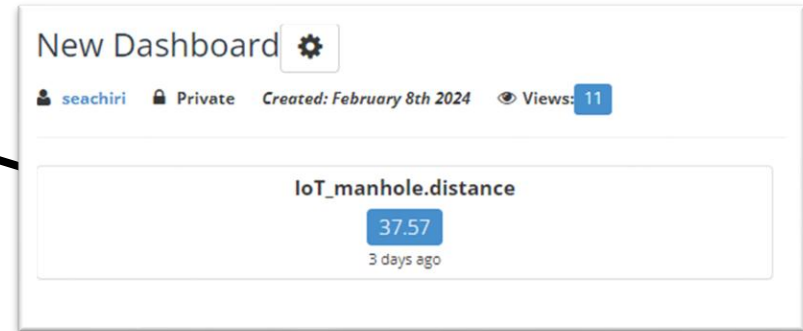 New Dashboard
seachiri Private Created: February 8th 2024 Views: 11
IoT_manhole.distance
37.57
3 days ago